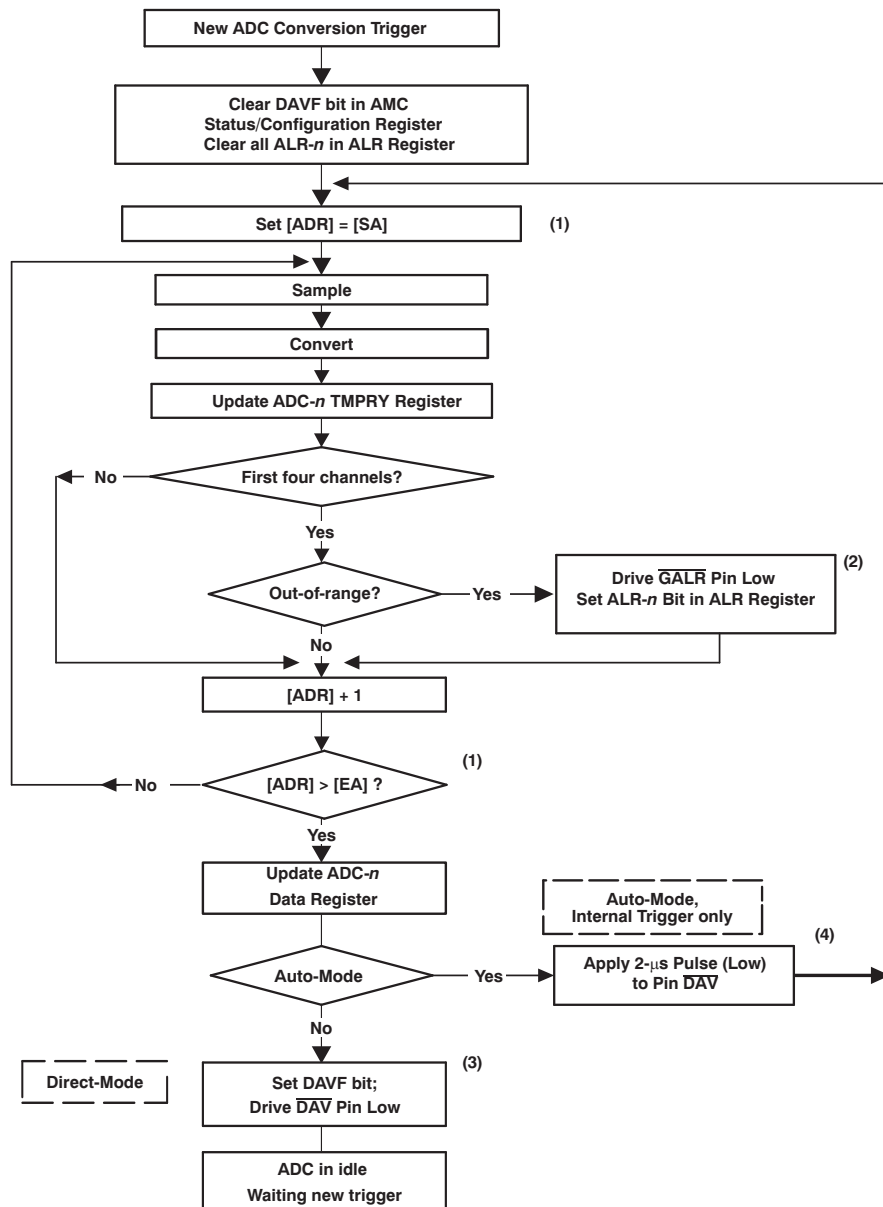 New ADC Conversion Trigger
Clear DAVF bit in AMC
Status/Configuration Register
Clear all ALR-n in ALR Register
Set [ADR] = [SA]
(1)
Sample
Convert
Update ADC-n TMPRY Register
First four channels?
No
Yes
Out-of-range?
Yes
(2)
Drive GALR Pin Low
Set ALR-n Bit in ALR Register
No
[ADR] + 1
(1)
[ADR] > [EA] ?
No
Yes
Update ADC-n
Data Register
Auto-Mode,
Internal Trigger only
(4)
Auto-Mode
Yes
Apply 2-μs Pulse (Low)
to Pin DAV
No
(3)
Direct-Mode
Set DAVF bit;
Drive DAV Pin Low
ADC in idle
Waiting new trigger